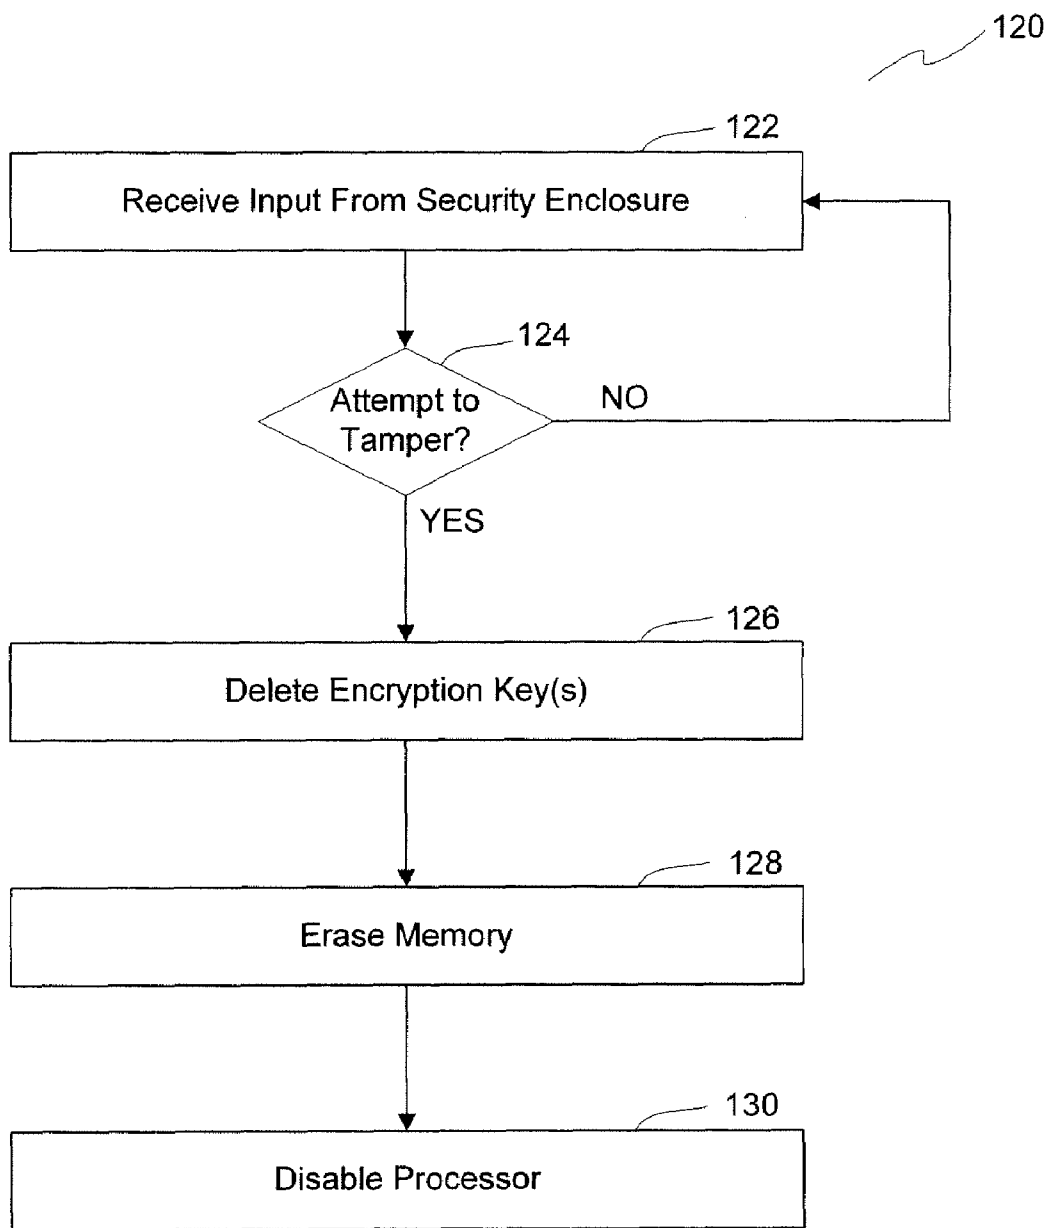 120
122
Receive Input From Security Enclosure
124
Attempt to
Tamper?
NO
YES
126
Delete Encryption Key(s)
128
Erase Memory
130
Disable Processor